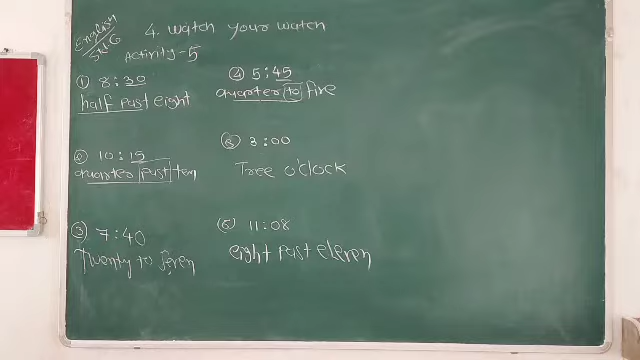 English
Std 6
4. Watch Your Watch
Activity-5
① 8:30
half past eight
② 10:15
quarter past ten
③ 7:40
Twenty to seven
④ 5:45
quarter to five
⑤ 3:00
Tree o'clock
⑥ 11:08
eight past eleven